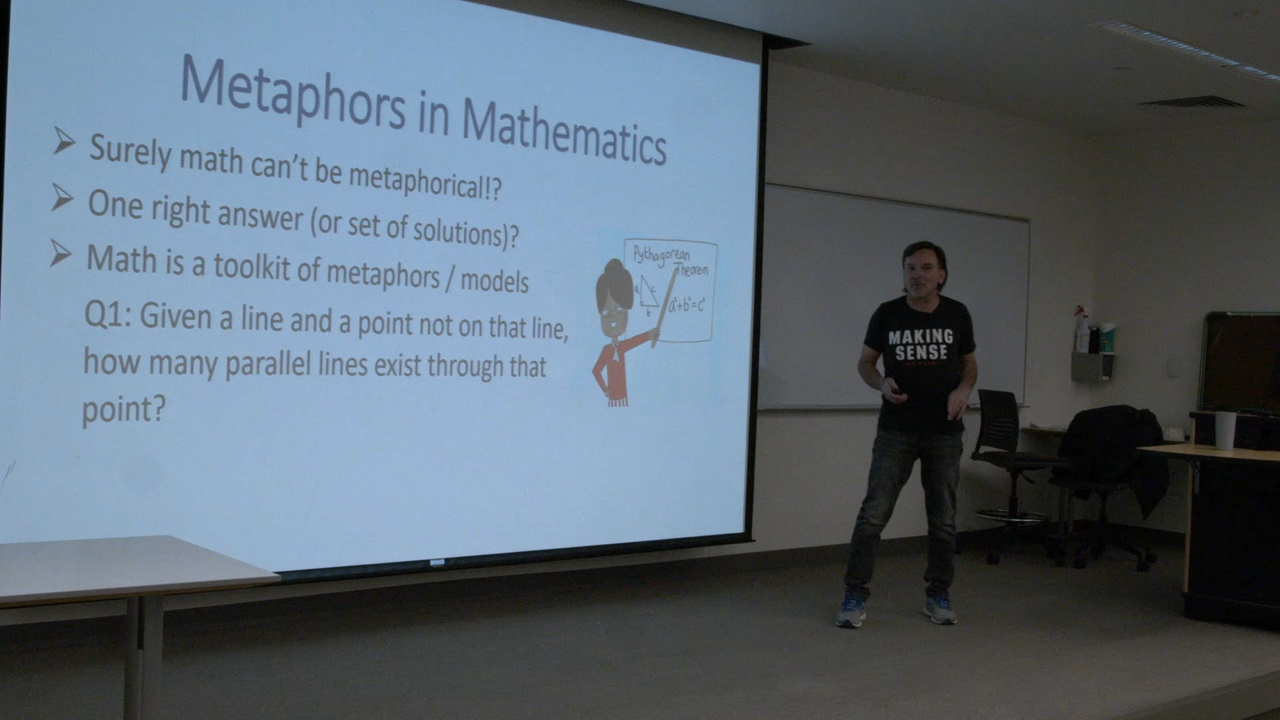 Metaphors in Mathematics
Surely math can't be metaphorical!?
One right answer (or set of solutions)?
Math is a toolkit of metaphors / models
Q1: Given a line and a point not on that line,
how many parallel lines exist through that
point?
Pythagorean
Theorem
a c
b
a²+b²=c²
MAKING
SENSE